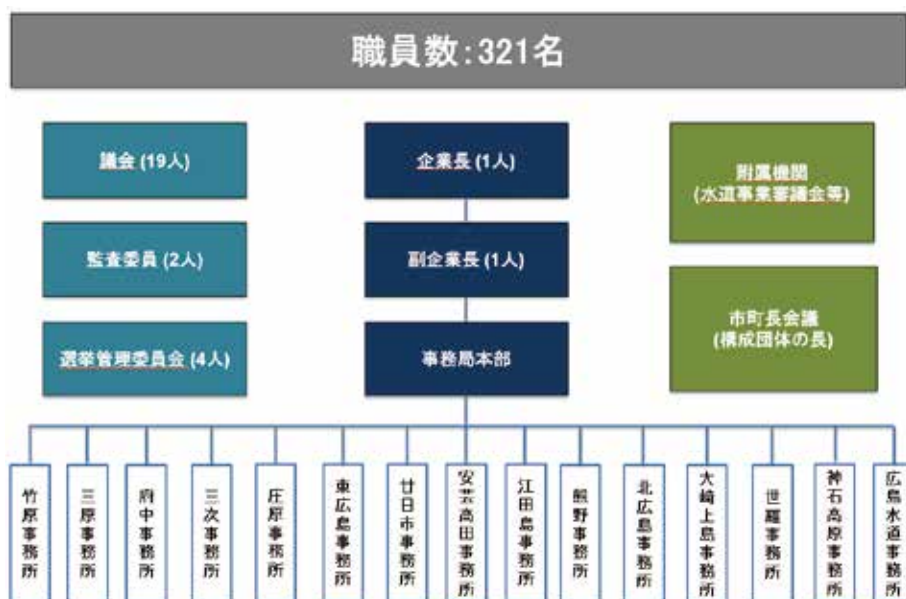 職員数:321名
議会 (19人)
企業長 (1人)
附属機関
(水道事業審議会等)
監査委員 (2人)
副企業長 (1人)
市町長会議
(構成団体の長)
選挙管理委員会 (4人)
事務局本部
竹原事務所
三原事務所
府中事務所
三次事務所
庄原事務所
東広島事務所
廿日市事務所
安芸高田事務所
江田島事務所
熊野事務所
北広島事務所
大崎上島事務所
世羅事務所
神石高原事務所
広島水道事務所